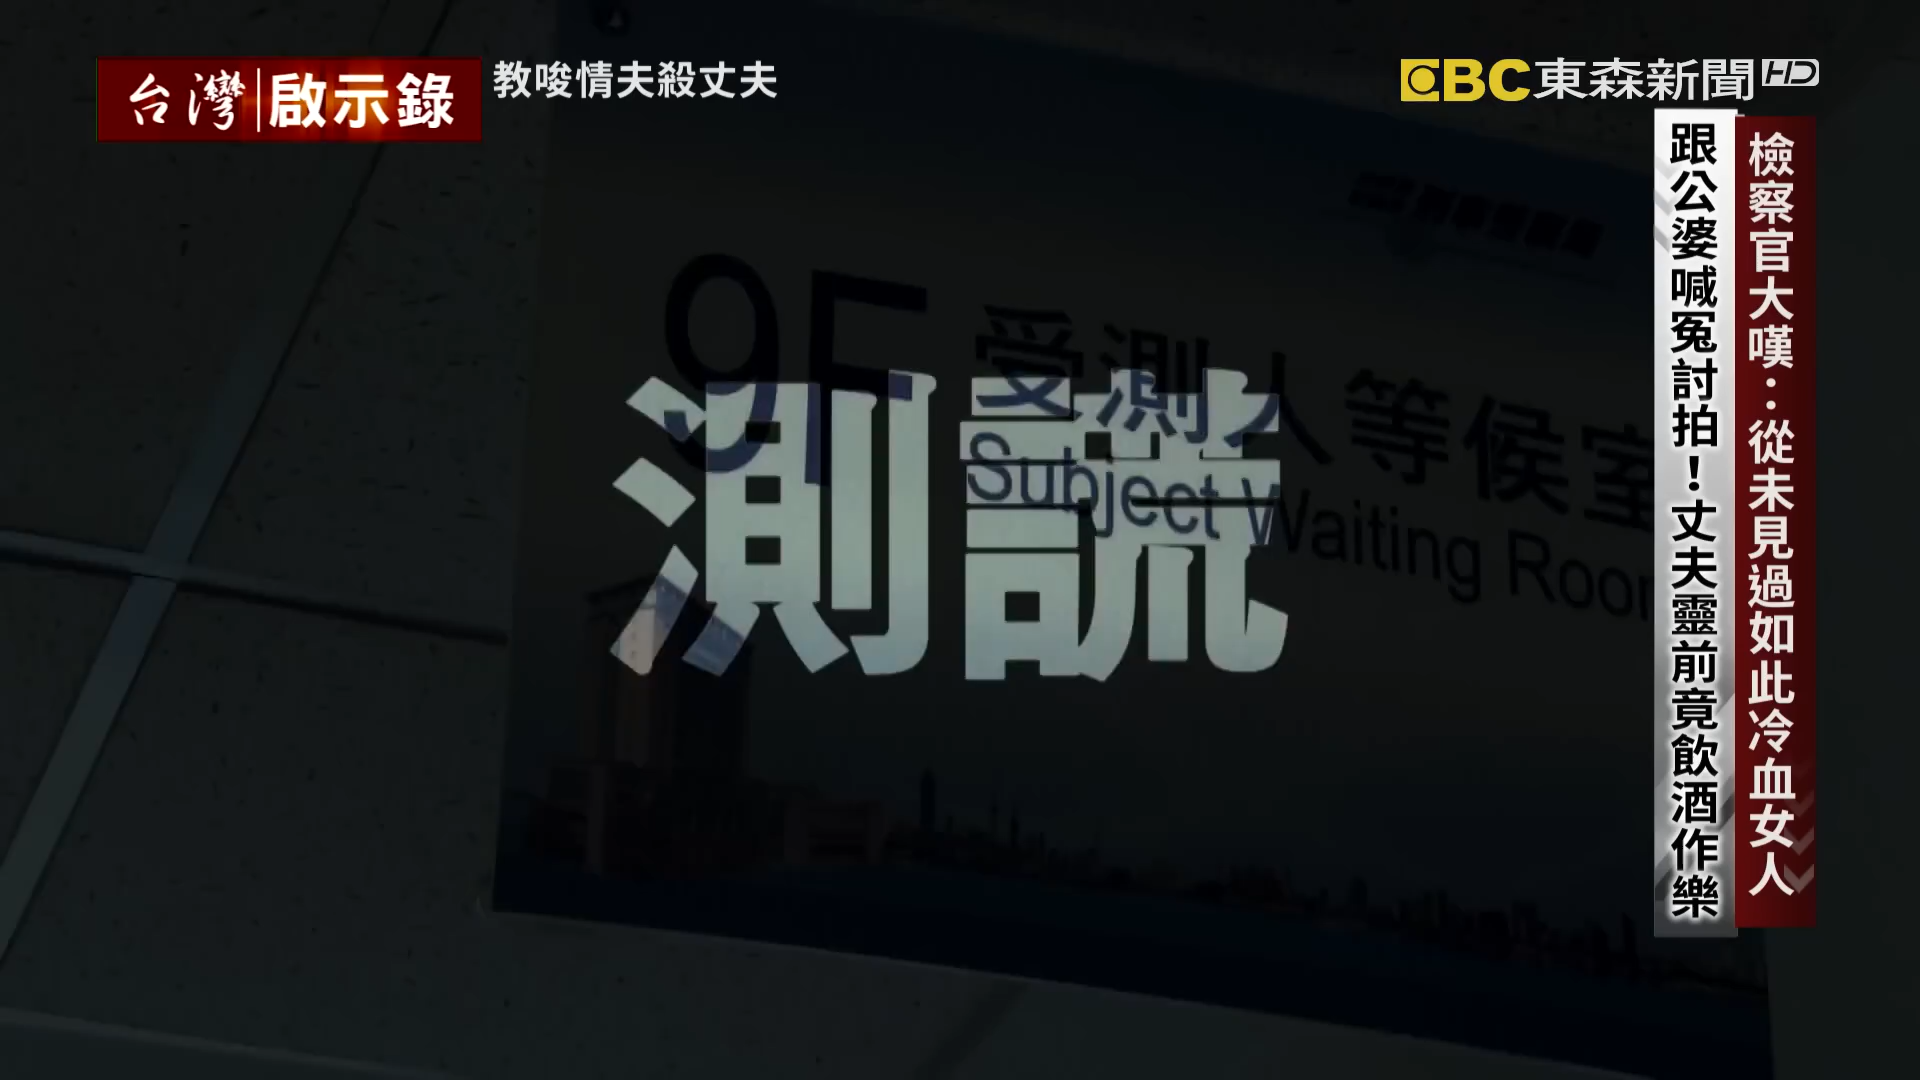 台灣 啟示錄
教唆情夫殺丈夫
EBC東森新聞HD
檢察官大嘆：從未見過如此冷血女人
跟公婆喊冤討拍！丈夫靈前竟飲酒作樂
9F 受測人等候室
Subject Waiting Room
測謊